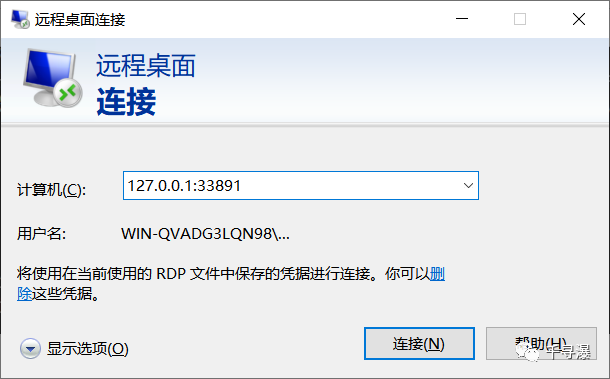 远程桌面连接
远程桌面
连接
计算机(C):
127.0.0.1:33891
用户名:
WIN-QVADG3LQN98\...
将使用在当前使用的 RDP 文件中保存的凭据进行连接。你可以删
除这些凭据。
显示选项(O)
连接(N)
帮助(H)
千寻瀑